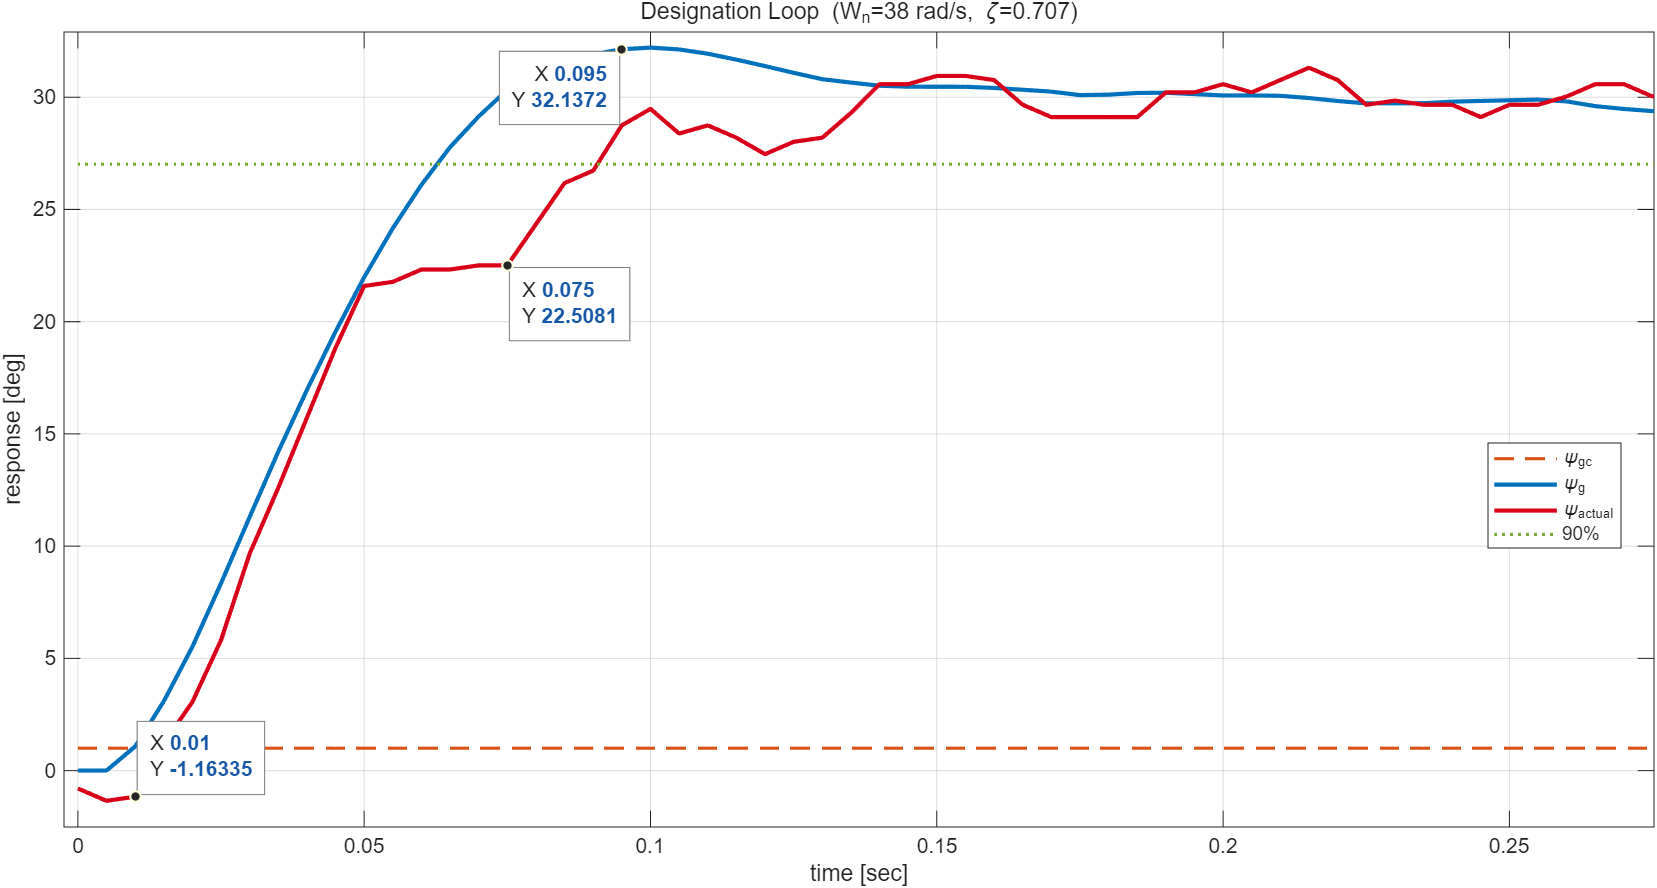 Designation Loop (Wn=38 rad/s, ζ=0.707)
X 0.095
Y 32.1372
X 0.075
Y 22.5081
X 0.01
Y -1.16335
30
25
20
15
10
5
0
response [deg]
ψgc
ψg
ψactual
90%
0
0.05
0.1
0.15
0.2
0.25
time [sec]